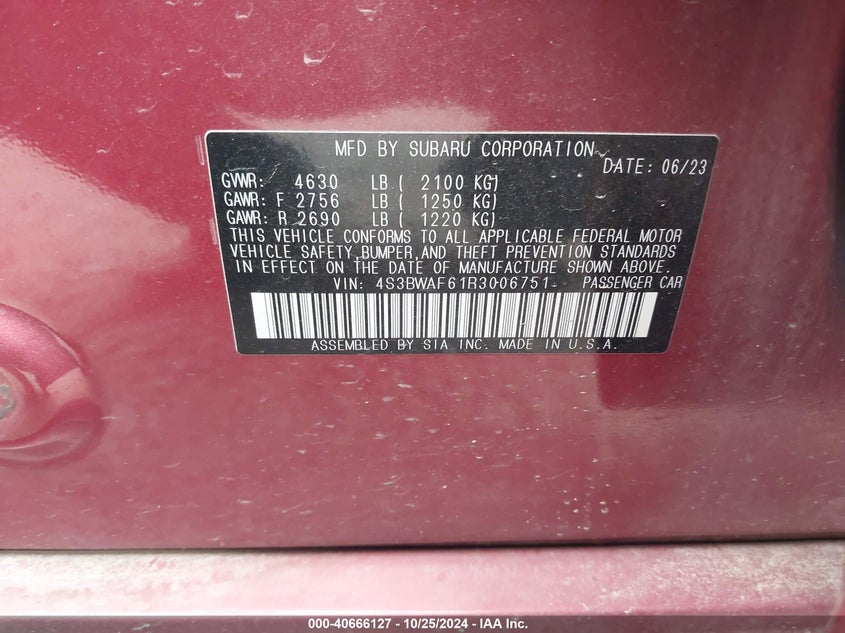 MFD BY SUBARU CORPORATION
DATE: 06/23
GVWR: 4630 LB ( 2100 KG)
GAWR: F 2756 LB ( 1250 KG)
GAWR: R 2690 LB ( 1220 KG)
THIS VEHICLE CONFORMS TO ALL APPLICABLE FEDERAL MOTOR
VEHICLE SAFETY,BUMPER,AND THEFT PREVENTION STANDARDS
IN EFFECT ON THE DATE OF MANUFACTURE SHOWN ABOVE.
VIN: 4S3BWAF61R3006751 PASSENGER CAR
ASSEMBLED BY SIA INC. MADE IN U.S.A.
000-40666127 - 10/25/2024 - IAA Inc.